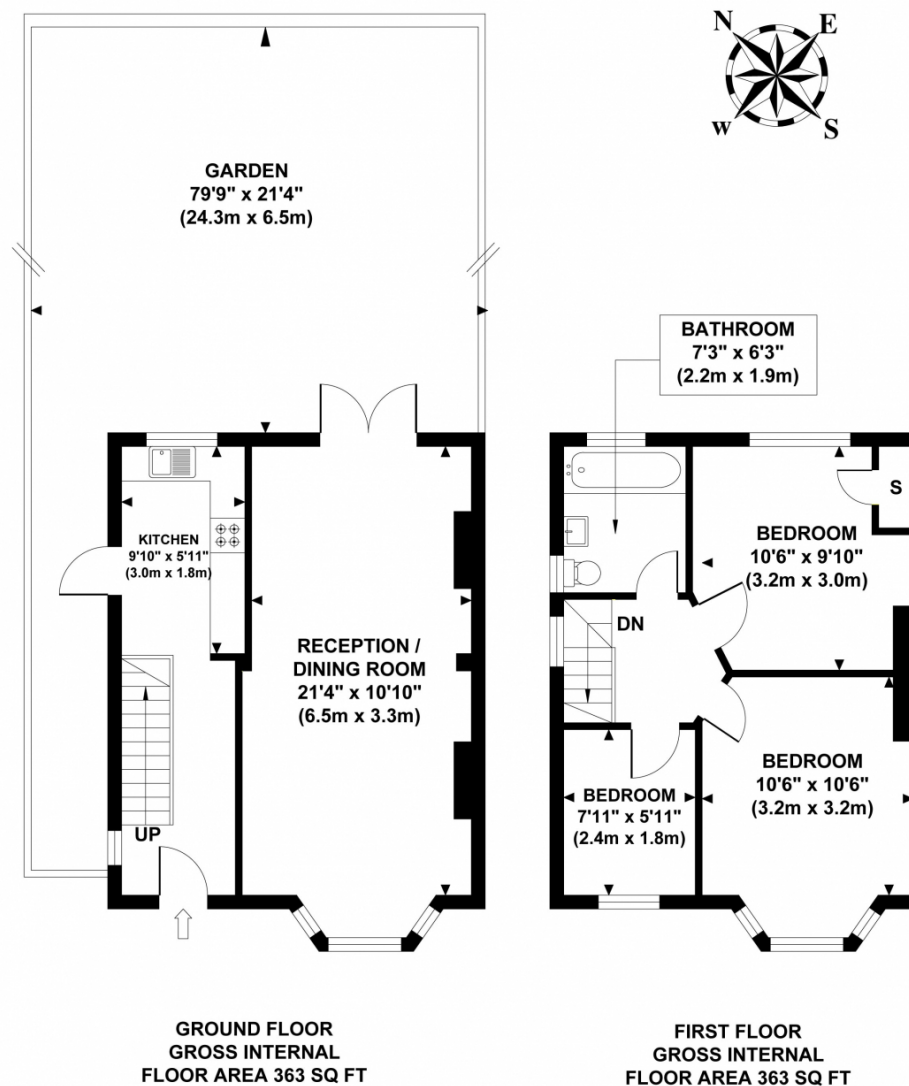 N
E
W
S
GARDEN
79'9" x 21'4"
(24.3m x 6.5m)
BATHROOM
7'3" x 6'3"
(2.2m x 1.9m)
KITCHEN
9'10" x 5'11"
(3.0m x 1.8m)
RECEPTION /
DINING ROOM
21'4" x 10'10"
(6.5m x 3.3m)
UP
S
BEDROOM
10'6" x 9'10"
(3.2m x 3.0m)
DN
BEDROOM
10'6" x 10'6"
(3.2m x 3.2m)
BEDROOM
7'11" x 5'11"
(2.4m x 1.8m)
GROUND FLOOR
GROSS INTERNAL
FLOOR AREA 363 SQ FT
FIRST FLOOR
GROSS INTERNAL
FLOOR AREA 363 SQ FT